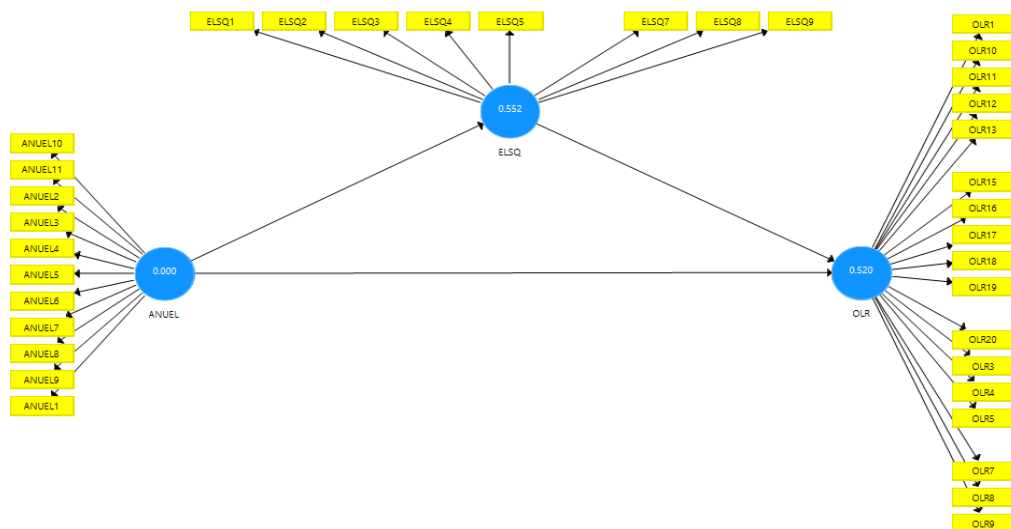 ELSQ1 ELSQ2 ELSQ3 ELSQ4 ELSQ5 ELSQ7 ELSQ8 ELSQ9
0.552
ELSQ
ANUEL10
ANUEL11
ANUEL2
ANUEL3
ANUEL4
ANUEL5
ANUEL6
ANUEL7
ANUEL8
ANUEL9
ANUEL1
0.000
ANUEL
0.520
OLR
OLR1
OLR10
OLR11
OLR12
OLR13
OLR15
OLR16
OLR17
OLR18
OLR19
OLR20
OLR3
OLR4
OLR5
OLR7
OLR8
OLR9